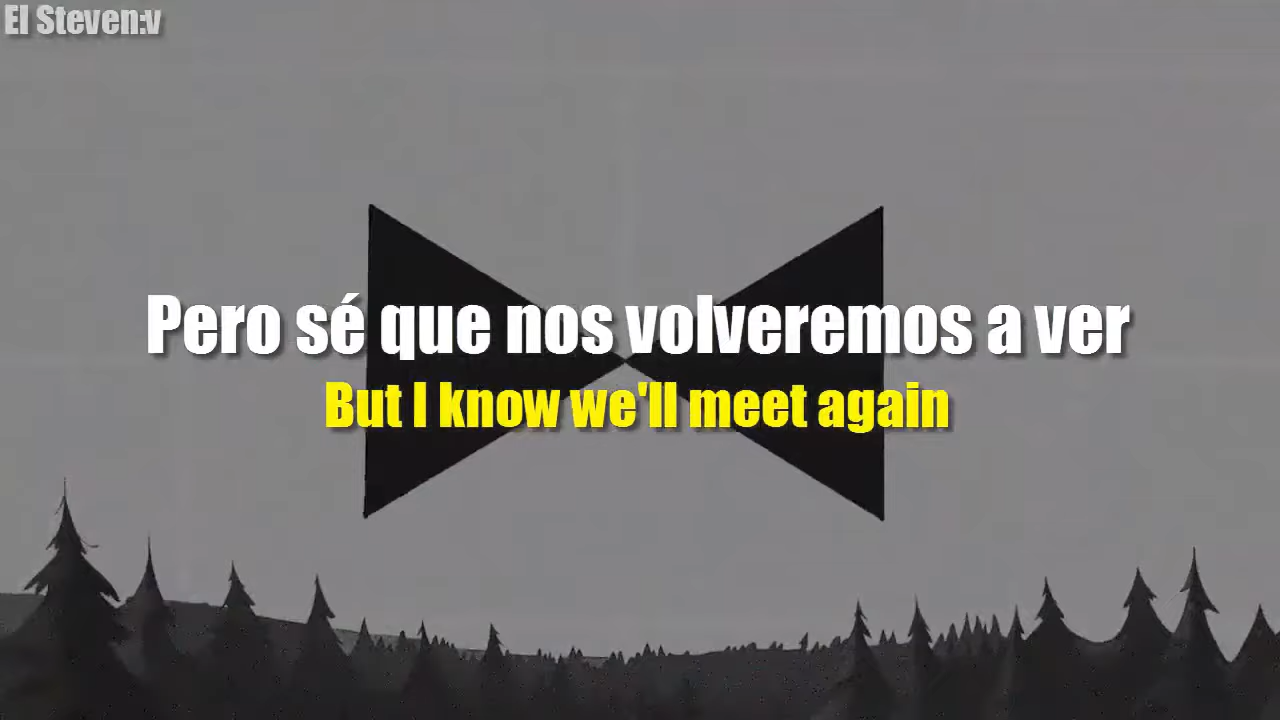 El Steven:v
Pero sé que nos volveremos a ver
But I know we'll meet again